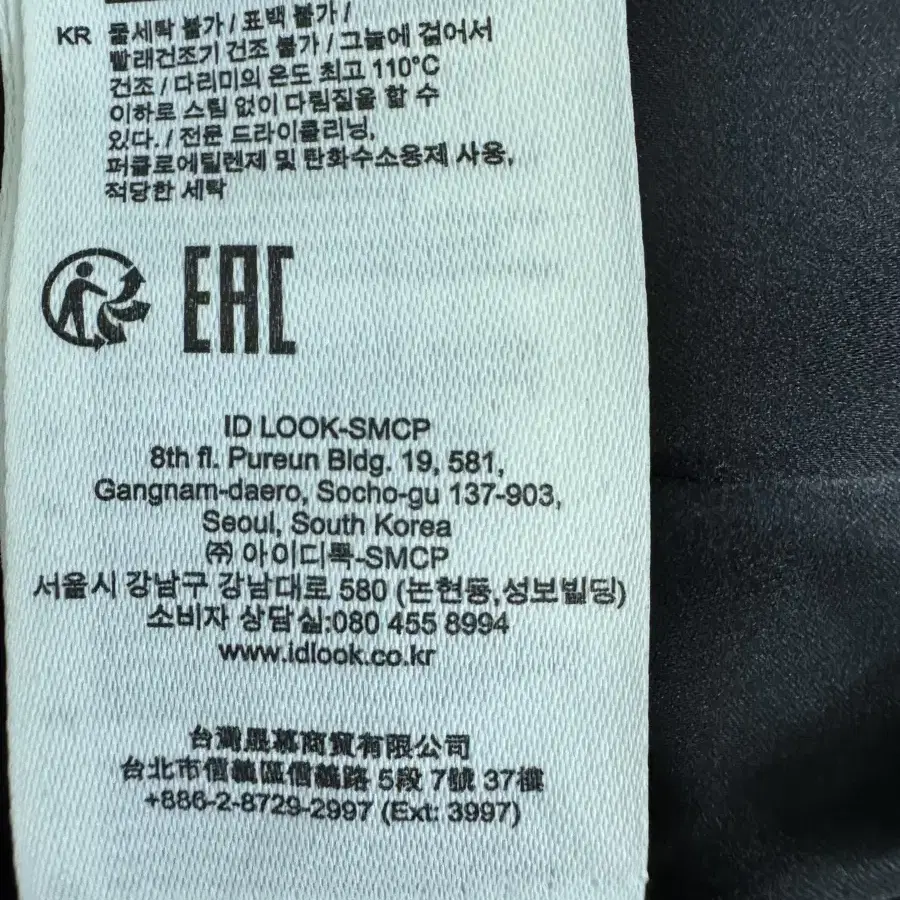 KR 물세탁 불가 / 표백 불가 /
빨래건조기 건조 불가 / 그늘에 걸어서
건조 / 다리미의 온도 최고 110°C
이하로 스팀 없이 다림질을 할 수
있다. / 전문 드라이클리닝,
퍼클로에틸렌제 및 탄화수소용제 사용,
적당한 세탁
EAC
ID LOOK-SMCP
8th fl. Pureun Bldg. 19, 581,
Gangnam-daero, Socho-gu 137-903,
Seoul, South Korea
㈜ 아이디룩-SMCP
서울시 강남구 강남대로 580 (논현동,성보빌딩)
소비자 상담실:080 455 8994
www.idlook.co.kr
台灣晟慕商貿有限公司
台北市信義區信義路 5段 7號 37樓
+886-2-8729-2997 (Ext: 3997)